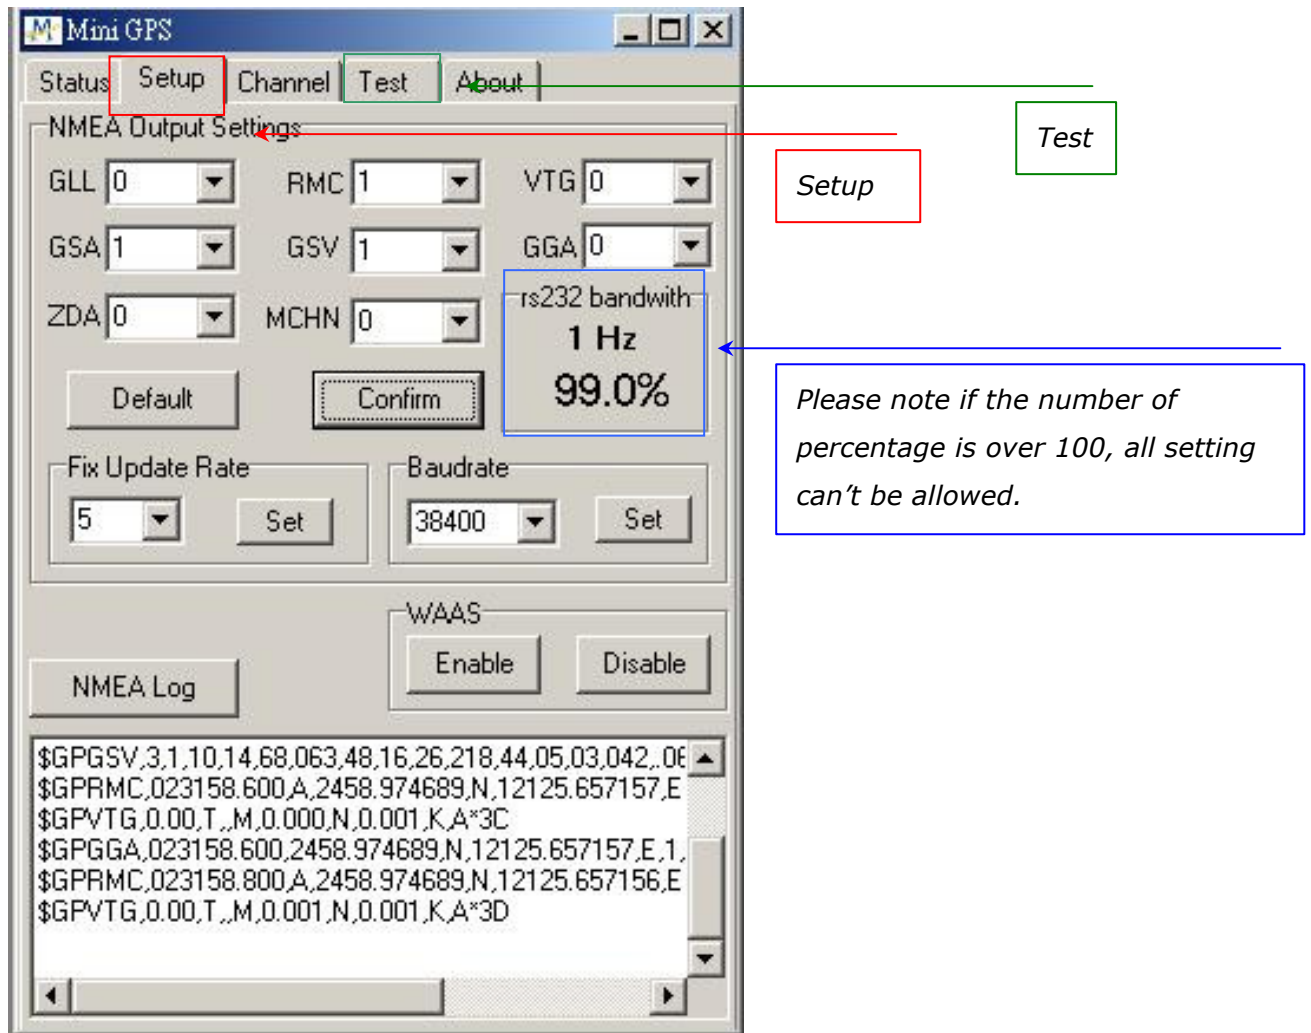 Mini GPS
Status Setup Channel Test About
Test
NMEA Output Settings
Setup
GLL 0 RMC 1 VTG 0
GSA 1 GSV 1 GGA 0
ZDA 0 MCHN 0
rs232 bandwith
1 Hz
99.0%
Default Confirm
Please note if the number of
percentage is over 100, all setting
can't be allowed.
Fix Update Rate
5 Set
Baudrate
38400 Set
WAAS
Enable Disable
NMEA Log
$GPGSV,3,1,10,14,68,063,48,16,26,218,44,05,03,042,,06
$GPRMC,023158.600,A,2458.974689,N,12125.657157,E
$GPVTG,0.00,T,,M,0.000,N,0.001,K,A*3C
$GPGGA,023158.600,2458.974689,N,12125.657157,E,1,
$GPRMC,023158.800,A,2458.974689,N,12125.657156,E
$GPVTG,0.00,T,,M,0.001,N,0.001,K,A*3D